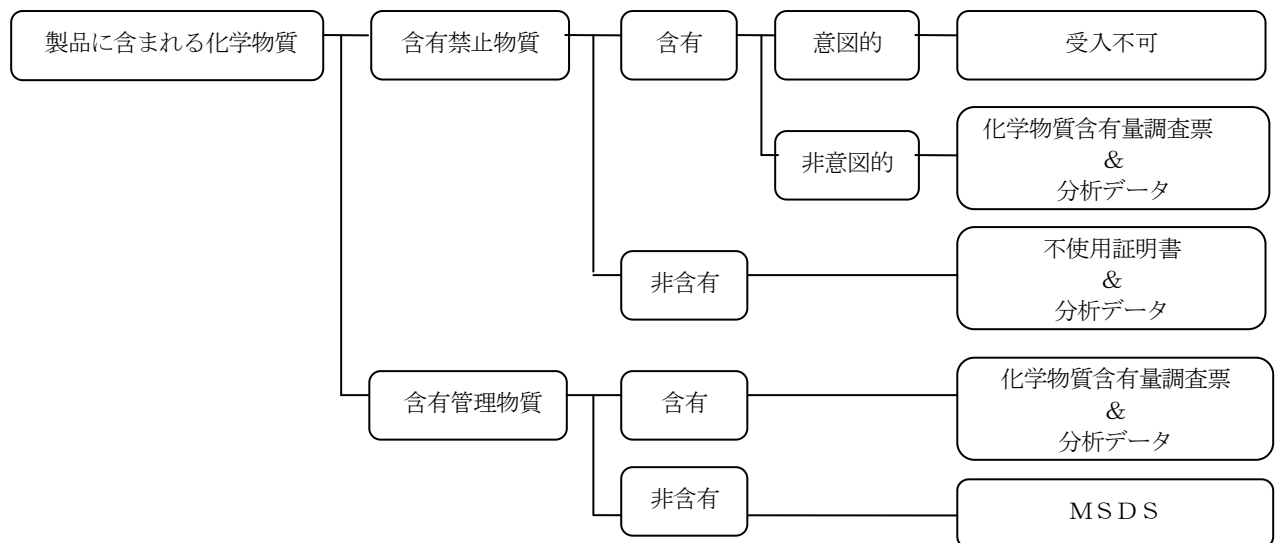 製品に含まれる化学物質
含有禁止物質
含有
意図的
受入不可
非意図的
化学物質含有量調査票
＆
分析データ
非含有
不使用証明書
＆
分析データ
含有管理物質
含有
化学物質含有量調査票
＆
分析データ
非含有
ＭＳＤＳ